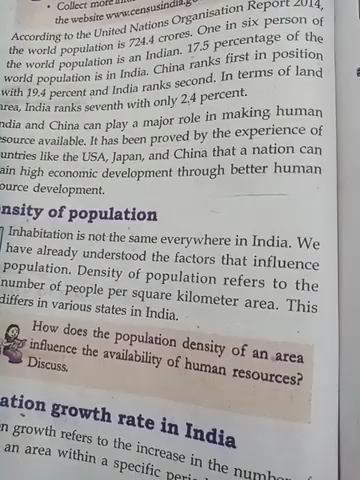 • Collect more
the website www.censusindia.g
According to the United Nations Organisation Report 2014,
the world population is 724.4 crores. One in six person of
the world population is an Indian. 17.5 percentage of the
world population is in India. China ranks first in position
with 19.4 percent and India ranks second. In terms of land
area, India ranks seventh with only 2.4 percent.
ndia and China can play a major role in making human
source available. It has been proved by the experience of
untries like the USA, Japan, and China that a nation can
ain high economic development through better human
ource development.
nsity of population
Inhabitation is not the same everywhere in India. We
have already understood the factors that influence
population. Density of population refers to the
number of people per square kilometer area. This
differs in various states in India.
How does the population density of an area
influence the availability of human resources?
Discuss.
ation growth rate in India
n growth refers to the increase in the number
an area within a specific